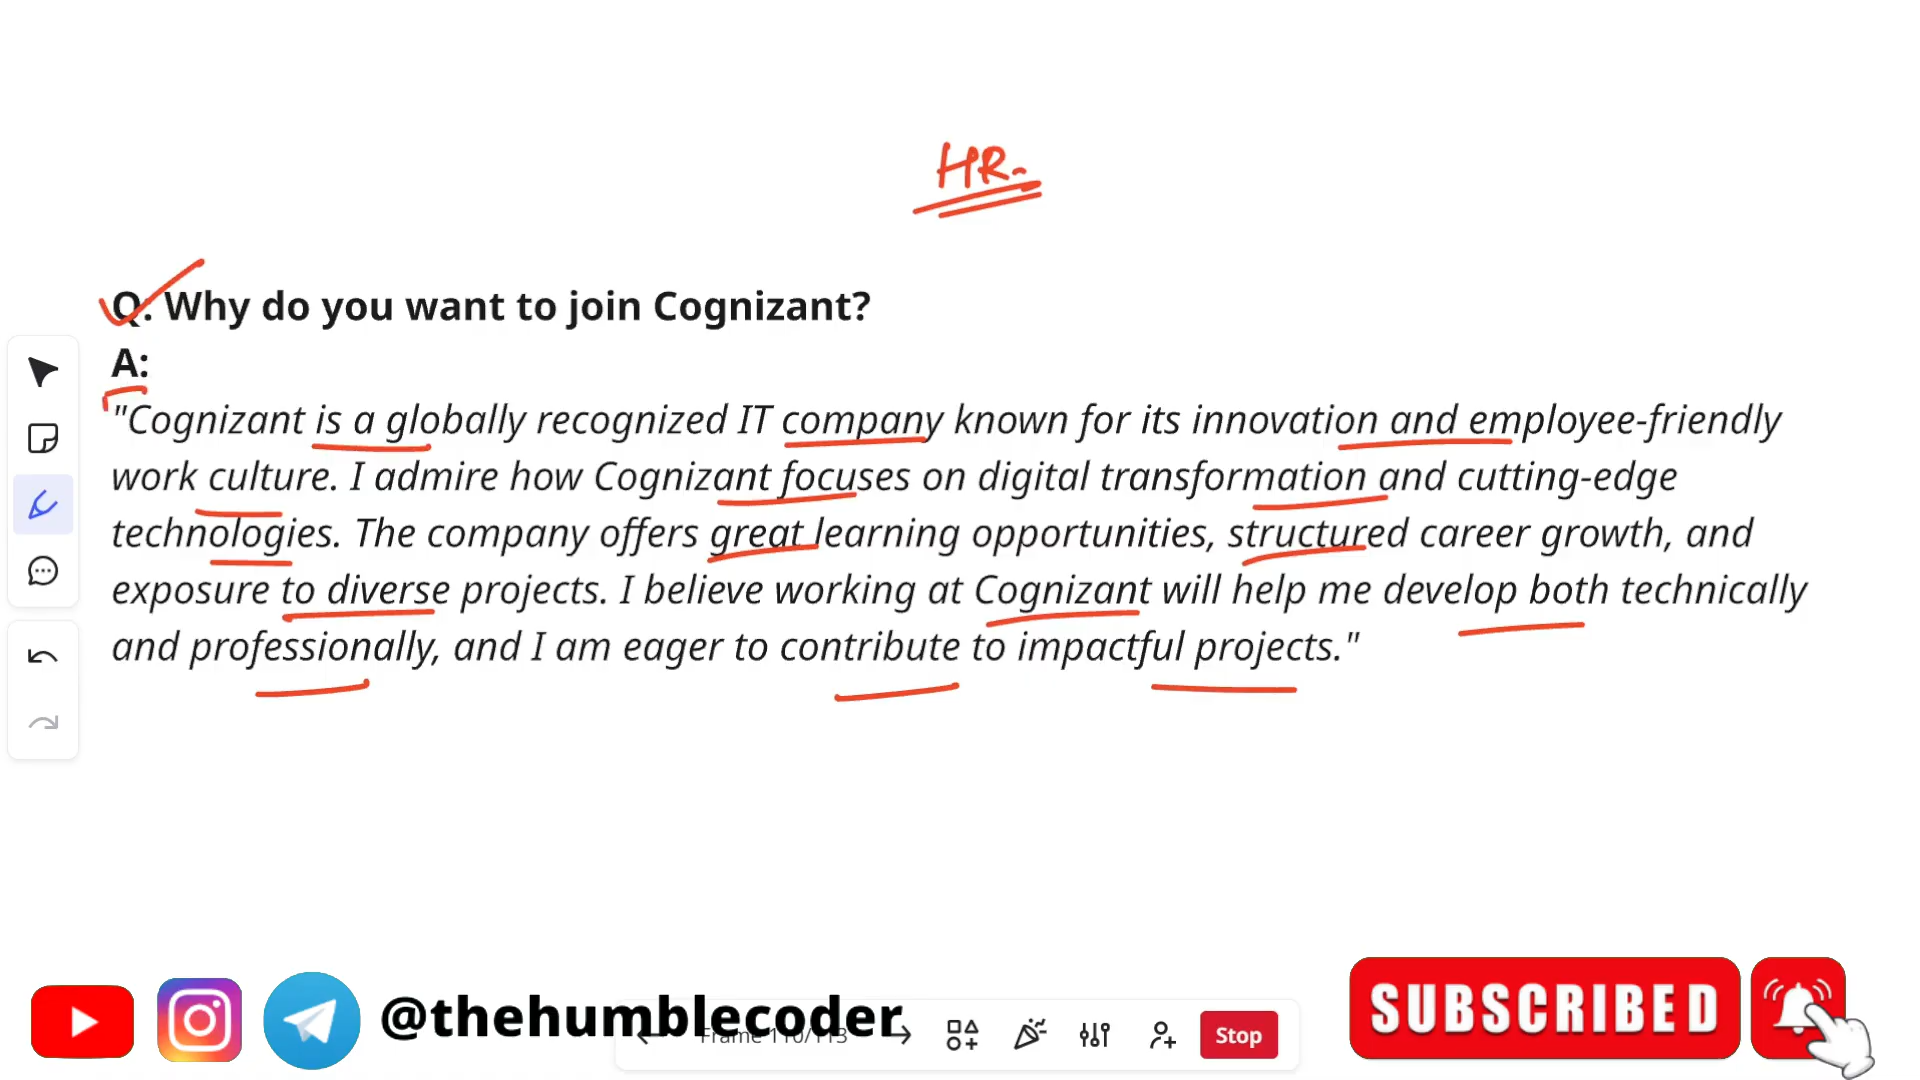 HR.
Q: Why do you want to join Cognizant?
A:
"Cognizant is a globally recognized IT company known for its innovation and employee-friendly
work culture. I admire how Cognizant focuses on digital transformation and cutting-edge
technologies. The company offers great learning opportunities, structured career growth, and
exposure to diverse projects. I believe working at Cognizant will help me develop both technically
and professionally, and I am eager to contribute to impactful projects."
@thehumblecoder
Frame 110/113
Stop
SUBSCRIBED